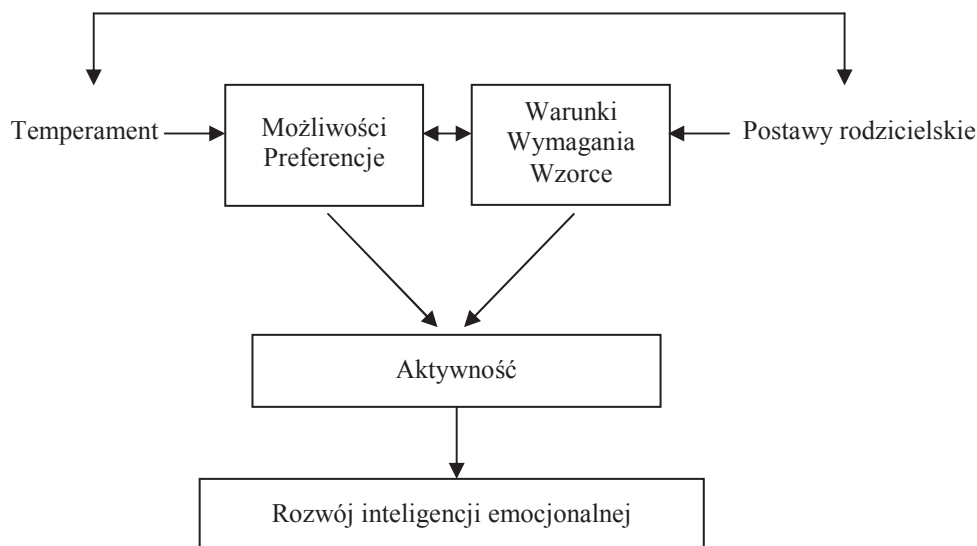 Temperament
Możliwości
Preferencje
Warunki
Wymagania
Wzorce
Postawy rodzicielskie
Aktywność
Rozwój inteligencji emocjonalnej